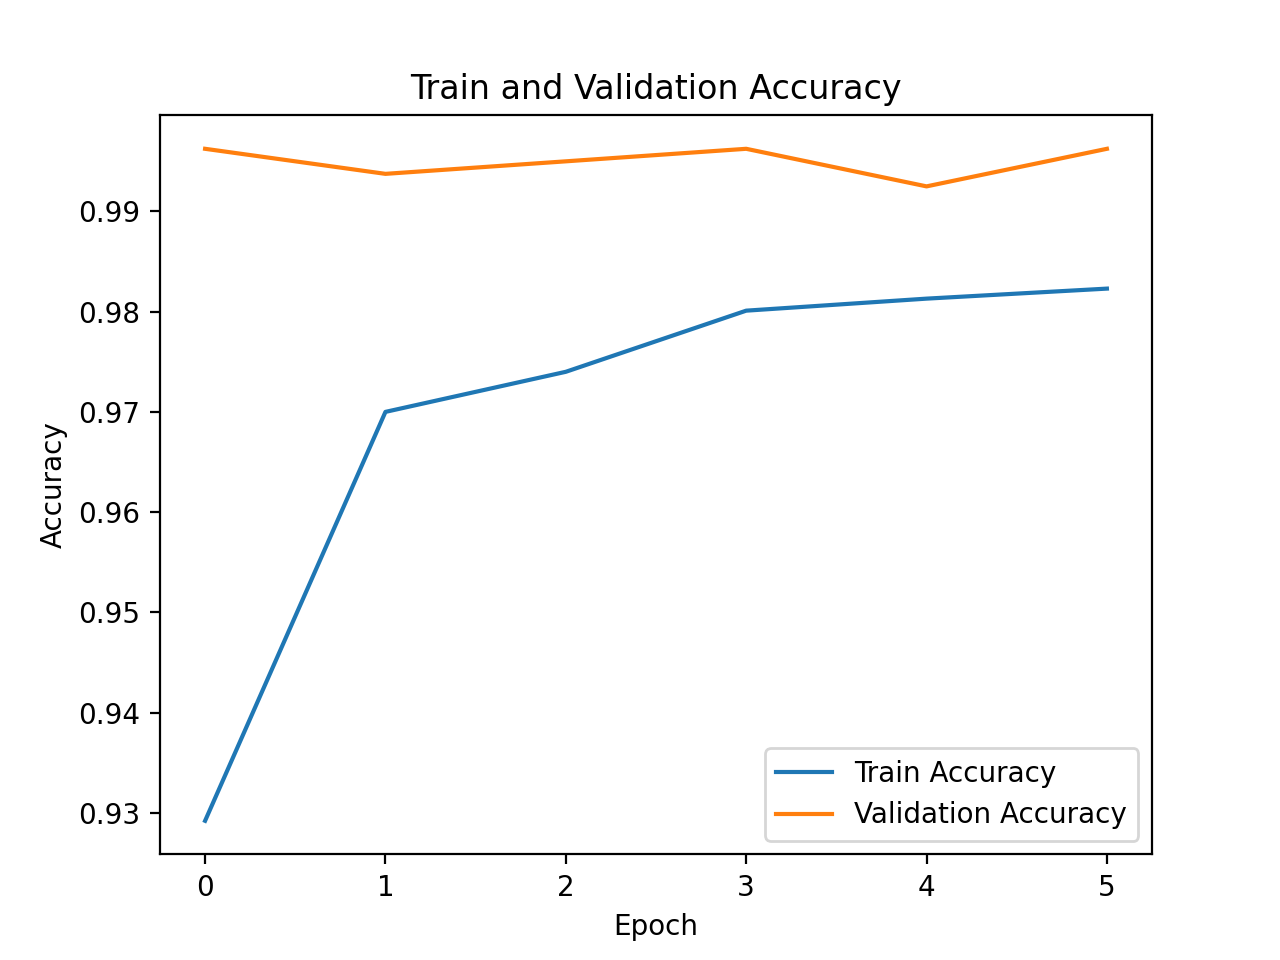 Train and Validation Accuracy
0.99
0.98
0.97
0.96
0.95
0.94
0.93
Accuracy
Train Accuracy
Validation Accuracy
0 1 2 3 4 5
Epoch